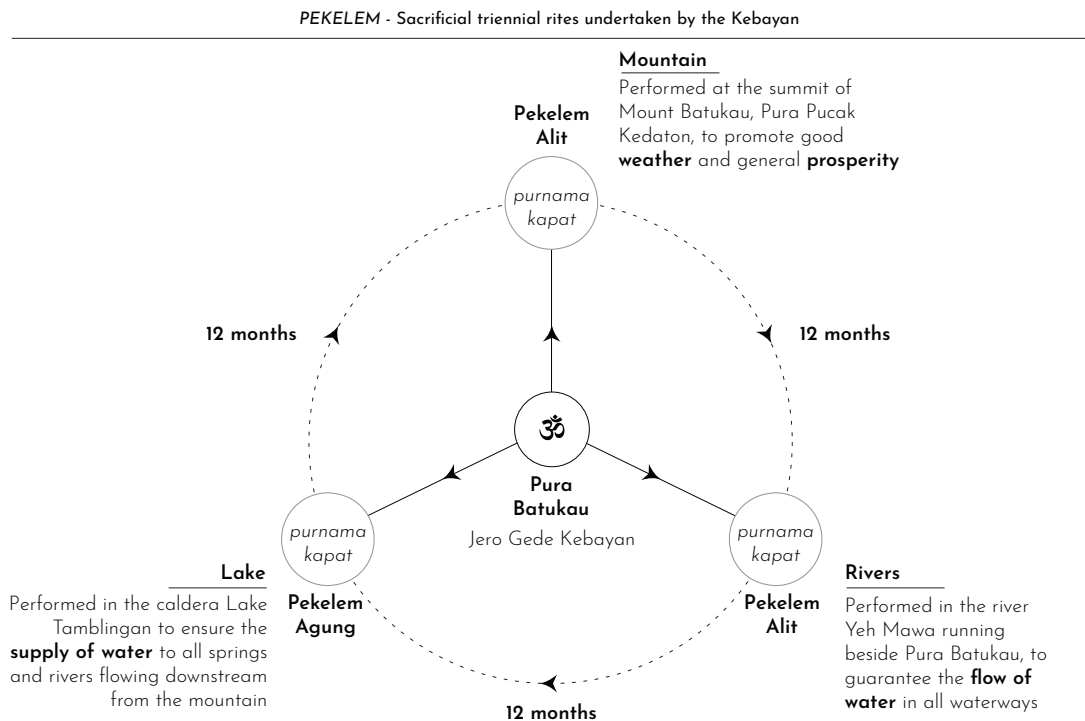 PEKELEM - Sacrificial triennial rites undertaken by the Kebayan
Mountain
Performed at the summit of
Mount Batukau, Pura Pucak
Kedaton, to promote good
weather and general prosperity
Pekelem
Alit
purnama
kapat
12 months
12 months
ॐ
Pura
Batukau
Jero Gede Kebayan
purnama
kapat
Lake
Performed in the caldera Lake
Tamblingan to ensure the
supply of water to all springs
and rivers flowing downstream
from the mountain
Pekelem
Agung
purnama
kapat
Pekelem
Alit
Rivers
Performed in the river
Yeh Mawa running
beside Pura Batukau, to
guarantee the flow of
water in all waterways
12 months